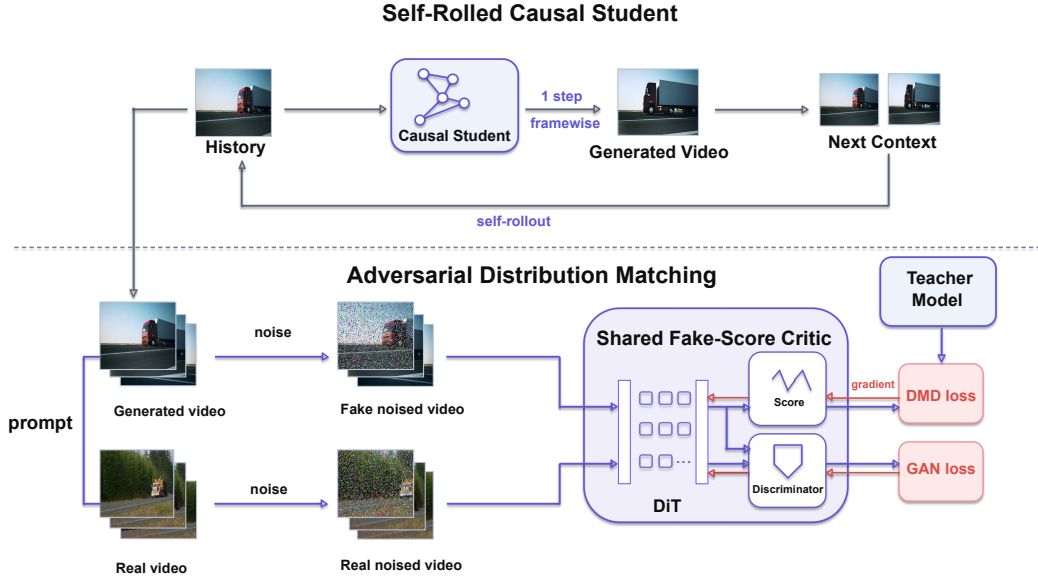 Self-Rolled Causal Student
History
Causal Student
1 step
framewise
Generated Video
Next Context
self-rollout
Adversarial Distribution Matching
Teacher
Model
prompt
noise
Generated video
Fake noised video
noise
Real video
Real noised video
Shared Fake-Score Critic
DiT
Score
Discriminator
gradient
DMD loss
GAN loss